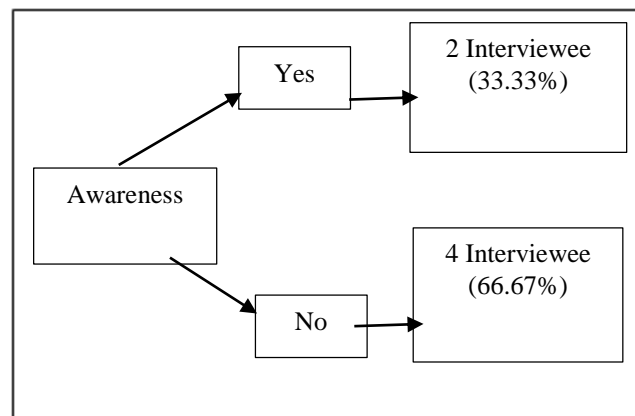 Awareness
Yes
2 Interviewee
(33.33%)
No
4 Interviewee
(66.67%)